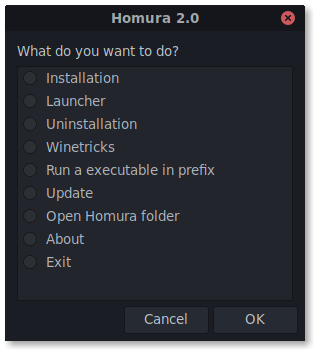 Homura 2.0
What do you want to do?
Installation
Launcher
Uninstallation
Winetricks
Run a executable in prefix
Update
Open Homura folder
About
Exit
Cancel OK